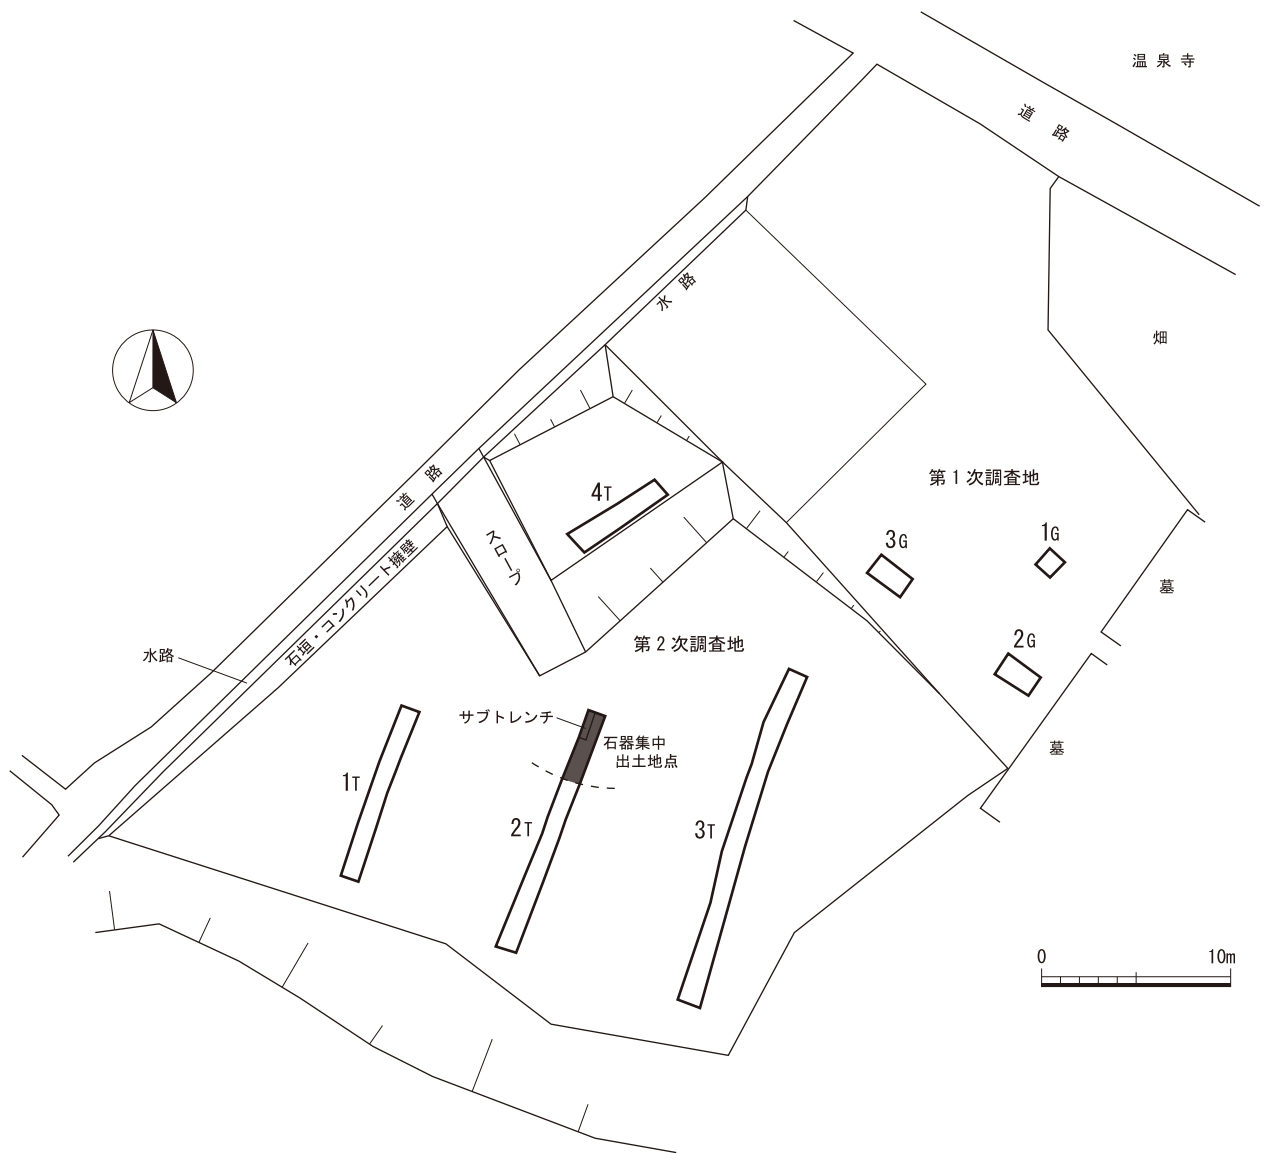 温泉寺
道路
水路
畑
第1次調査地
道路
4T
スロープ
3G
1G
石垣・コンクリート擁壁
墓
水路
第2次調査地
2G
サブトレンチ
石器集中
出土地点
墓
1T
2T
3T
0 10m